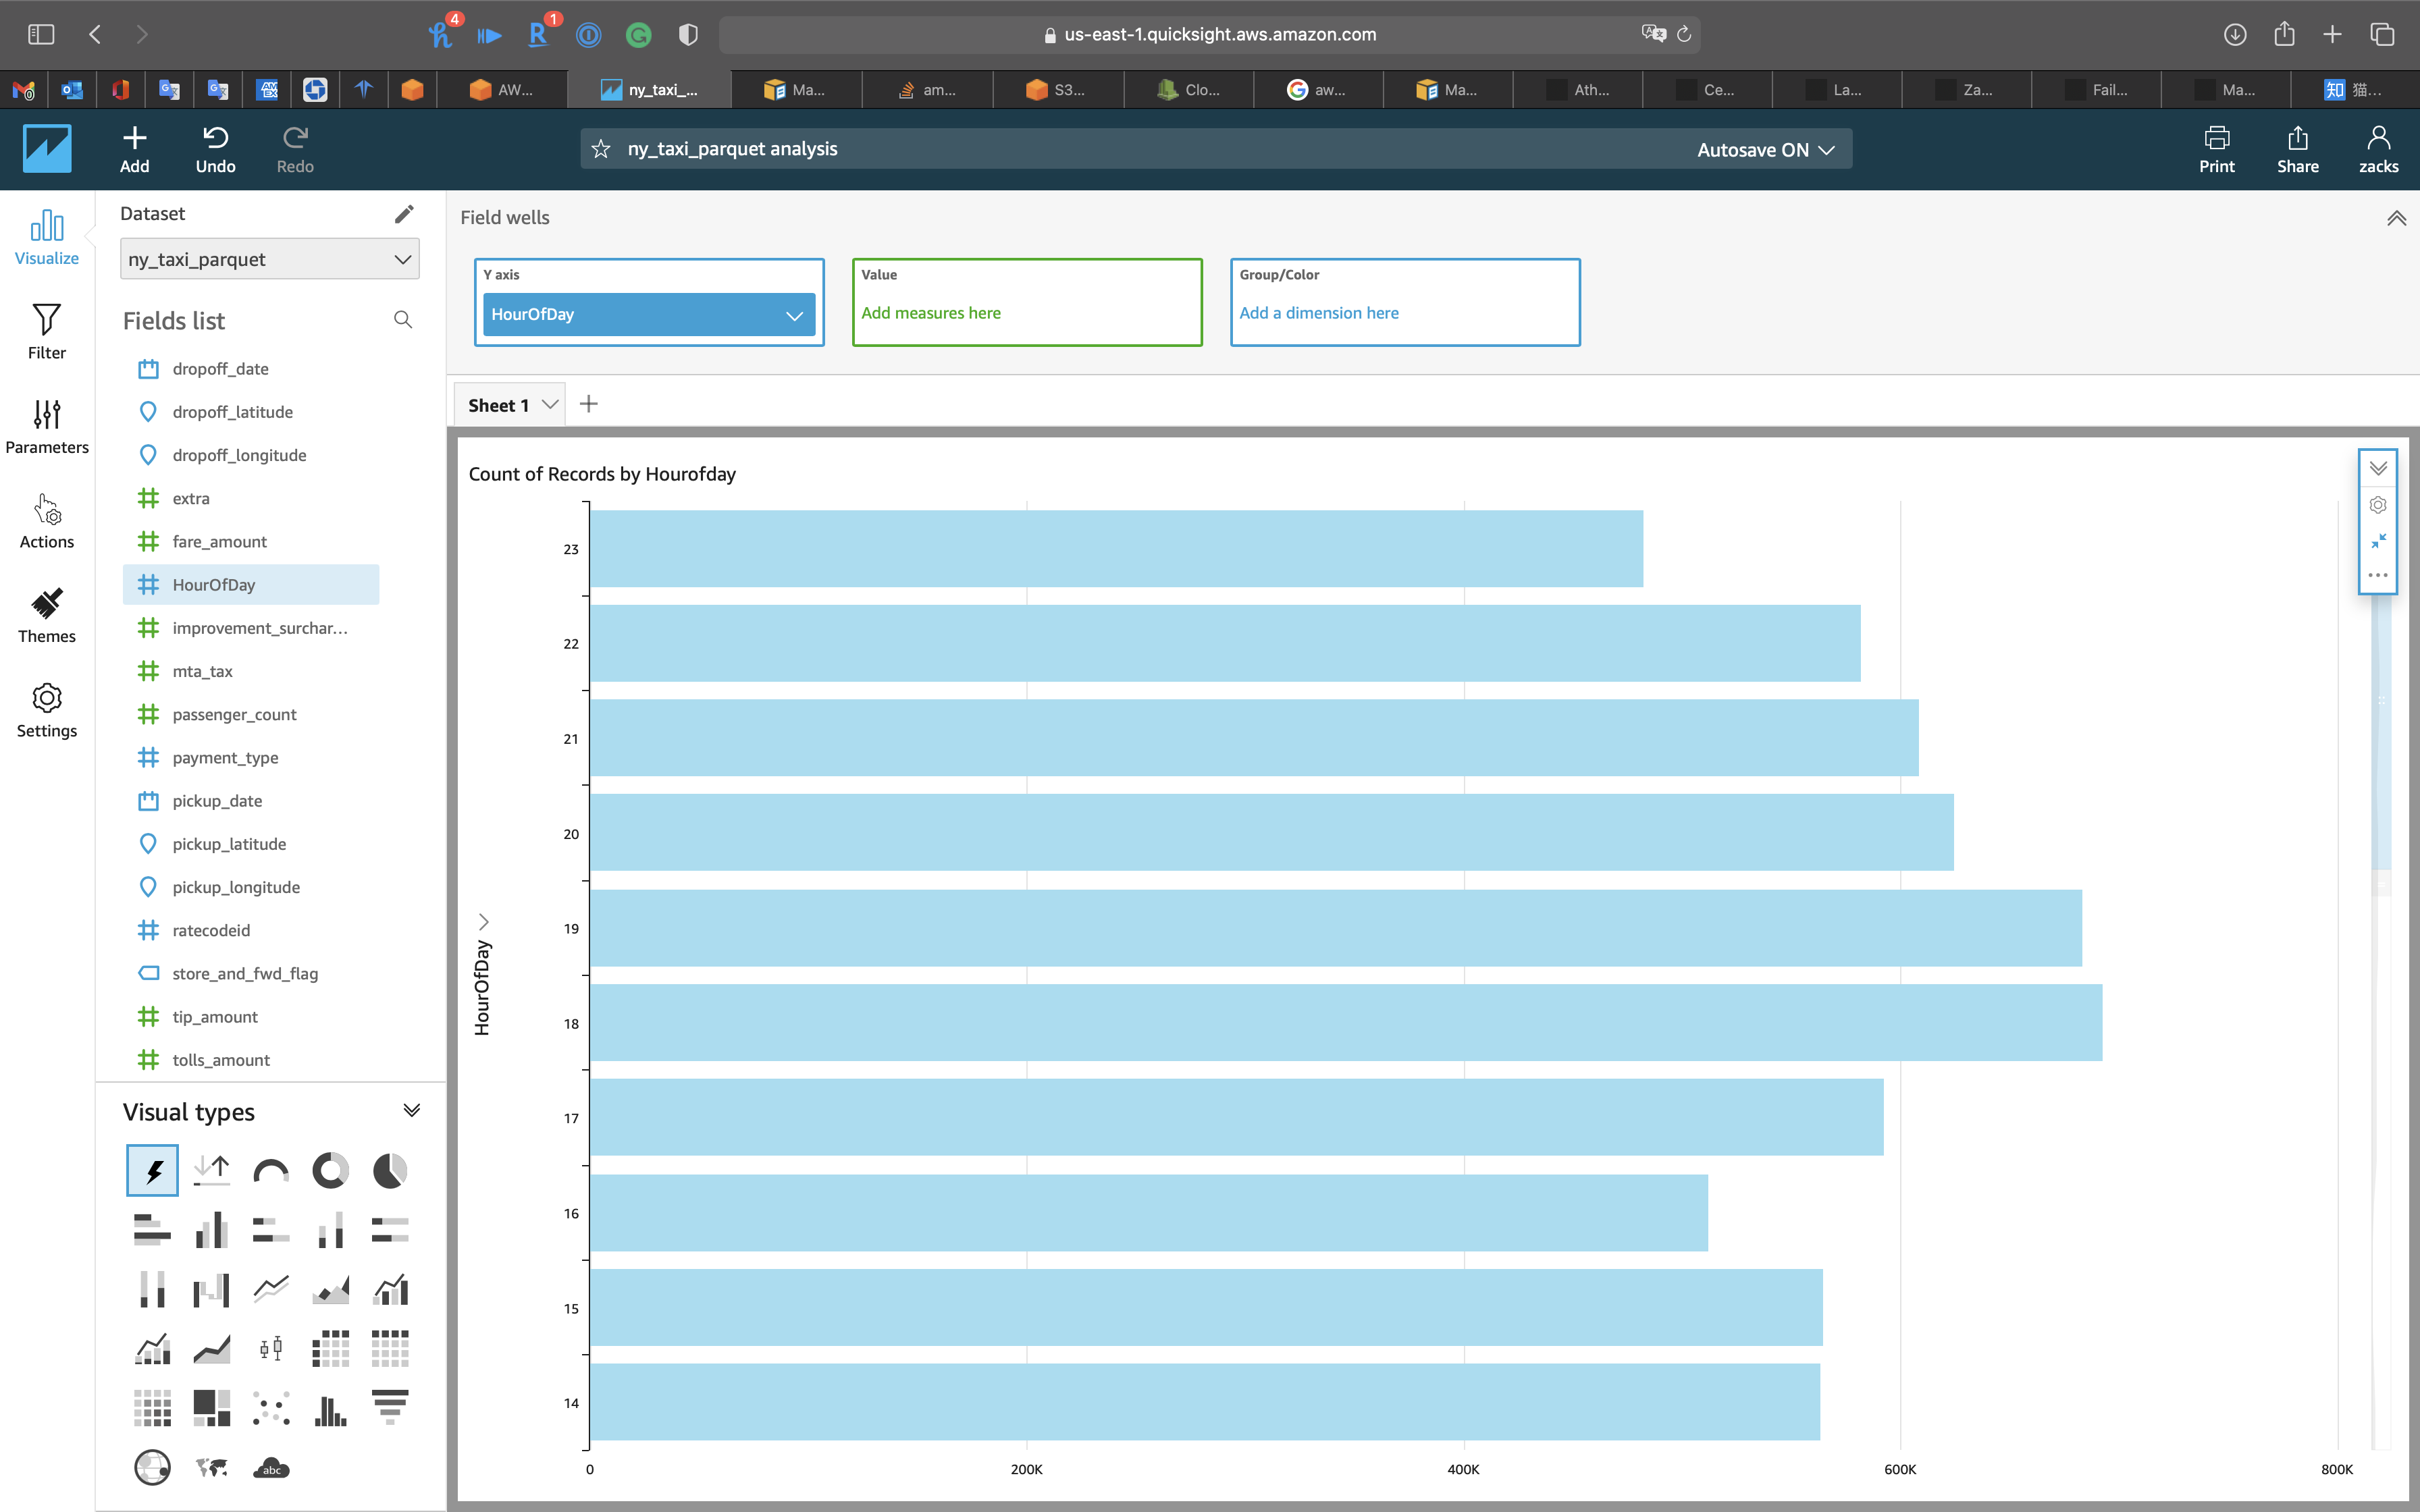 4
1
us-east-1.quicksight.aws.amazon.com
AW...
ny_taxi_...
Ma...
am...
S3...
Clo...
aw...
Ma...
Ath...
Ce...
La...
Za...
Fail...
Ma...
知 猫...
Add
Undo
Redo
ny_taxi_parquet analysis
Autosave ON
Print
Share
zacks
Visualize
Filter
Parameters
Actions
Themes
Settings
Dataset
ny_taxi_parquet
Fields list
dropoff_date
dropoff_latitude
dropoff_longitude
extra
fare_amount
HourOfDay
improvement_surchar...
mta_tax
passenger_count
payment_type
pickup_date
pickup_latitude
pickup_longitude
ratecodeid
store_and_fwd_flag
tip_amount
tolls_amount
Visual types
abc
Field wells
Y axis
HourOfDay
Value
Add measures here
Group/Color
Add a dimension here
Sheet 1
Count of Records by Hourofday
HourOfDay
23
22
21
20
19
18
17
16
15
14
0
200K
400K
600K
800K